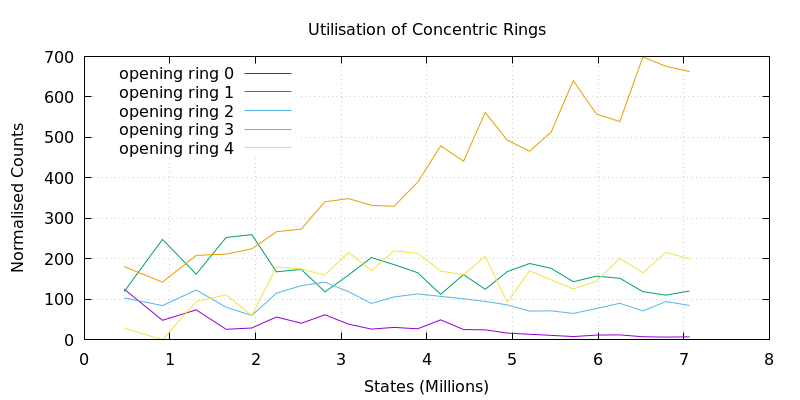 Utilisation of Concentric Rings
Normalised Counts
700
600
500
400
300
200
100
0
opening ring 0
opening ring 1
opening ring 2
opening ring 3
opening ring 4
0 1 2 3 4 5 6 7 8
States (Millions)